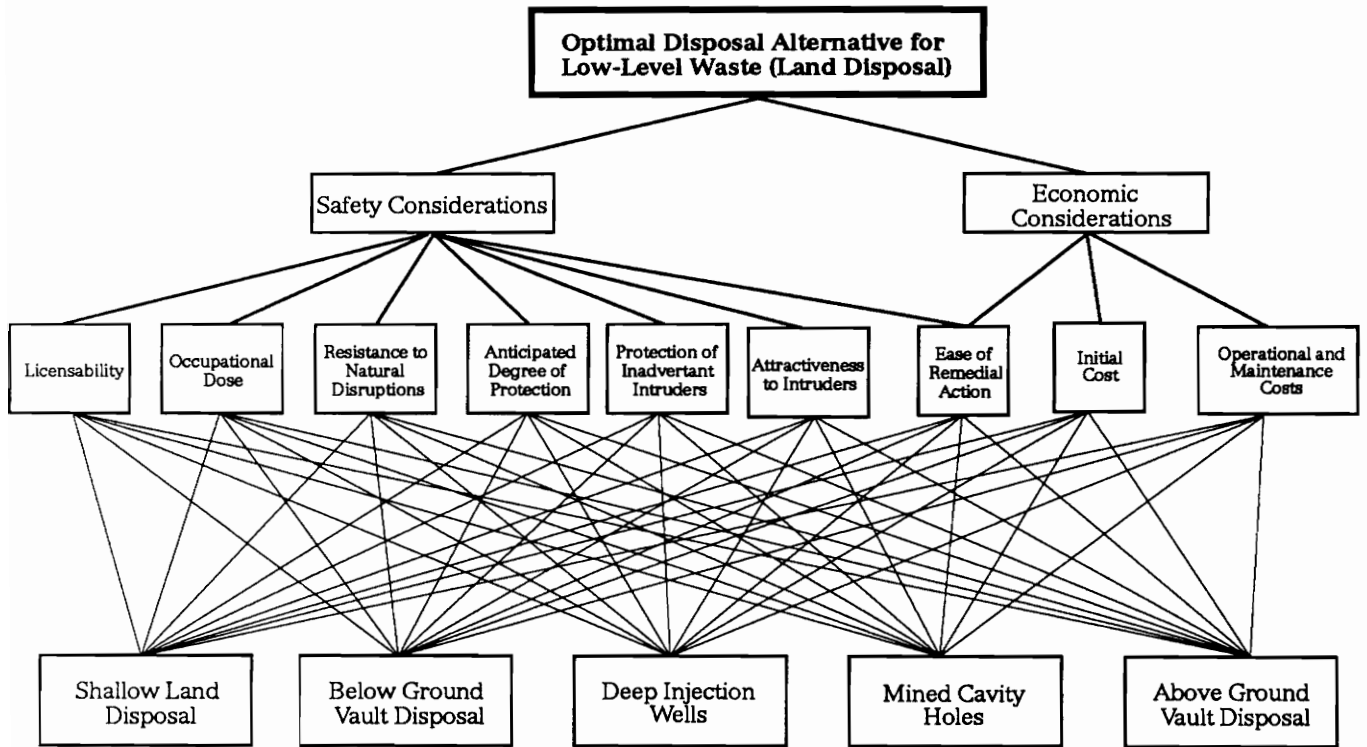 Optimal Disposal Alternative for
Low-Level Waste (Land Disposal)
Safety Considerations
Economic
Considerations
Licensability
Occupational
Dose
Resistance to
Natural
Disruptions
Anticipated
Degree of
Protection
Protection of
Inadvertant
Intruders
Attractiveness
to Intruders
Ease of
Remedial
Action
Initial
Cost
Operational and
Maintenance
Costs
Shallow Land
Disposal
Below Ground
Vault Disposal
Deep Injection
Wells
Mined Cavity
Holes
Above Ground
Vault Disposal